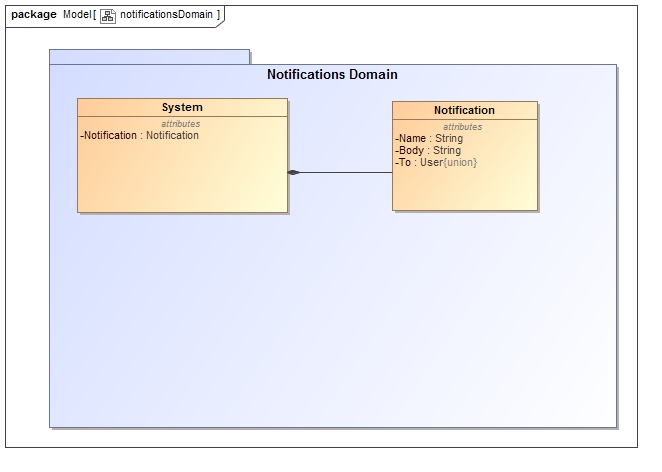 package Model[ notificationsDomain ]
Notifications Domain
System
attributes
-Notification : Notification
Notification
attributes
-Name : String
-Body : String
-To : User{union}